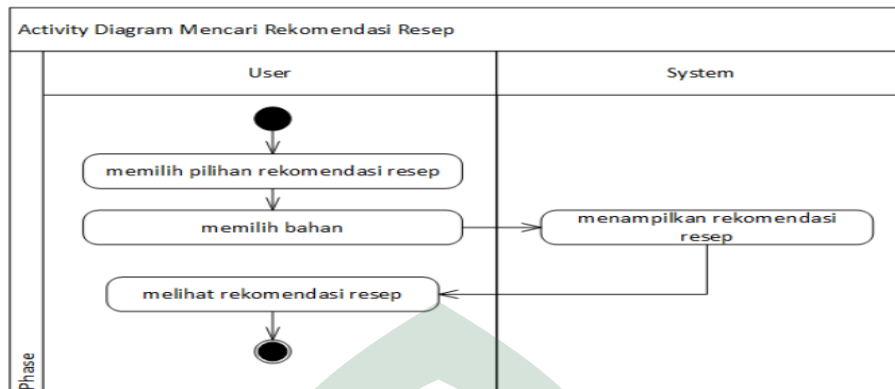 Activity Diagram Mencari Rekomendasi Resep
User
System
memilih pilihan rekomendasi resep
memilih bahan
menampilkan rekomendasi
resep
melihat rekomendasi resep
Phase